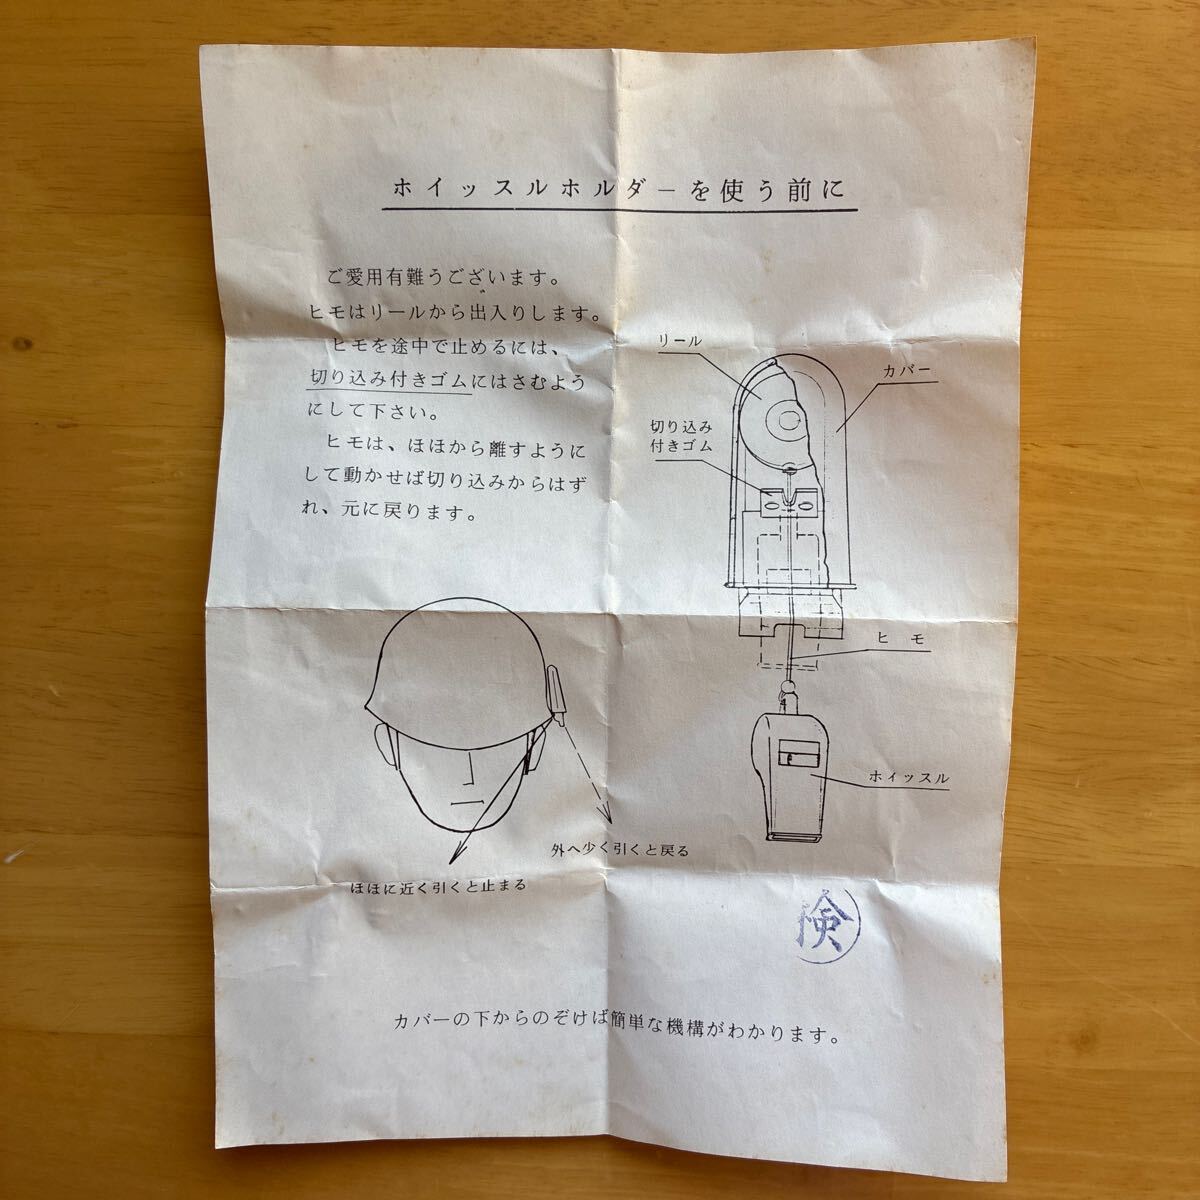 ホイッスルホルダーを使う前に
ご愛用有難うございます。
ヒモはリールから出入りします。
ヒモを途中で止めるには、
切り込み付きゴムにはさむよう
にして下さい。
ヒモは、ほほから離すように
して動かせば切り込みからはず
れ、元に戻ります。
リール
カバー
切り込み
付きゴム
ヒモ
ホイッスル
外へ少く引くと戻る
ほほに近く引くと止まる
検
カバーの下からのぞけば簡単な機構がわかります。